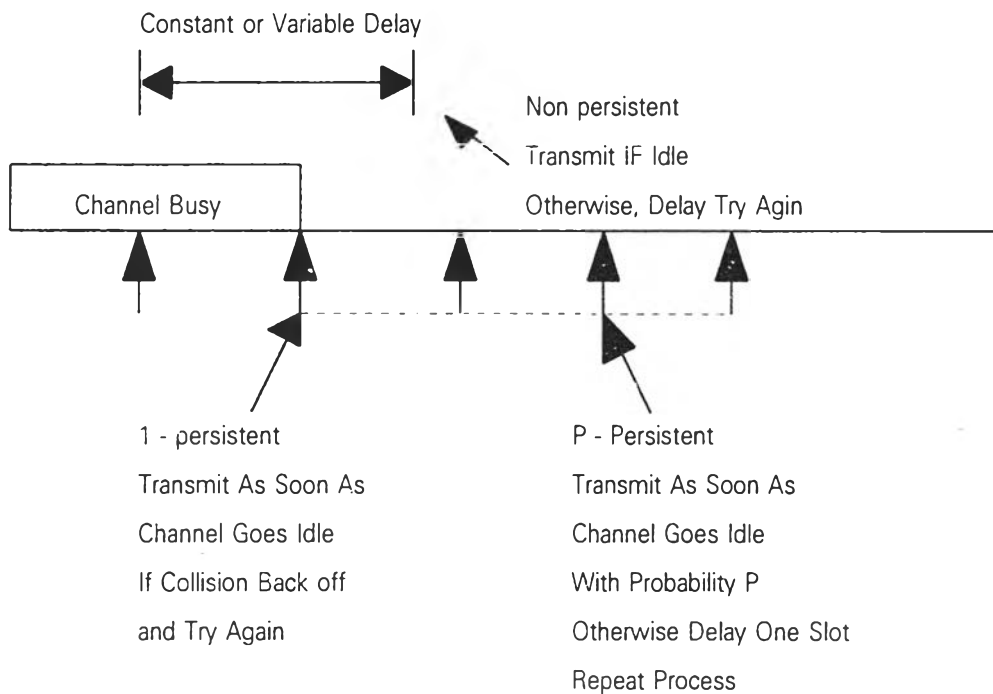 Constant or Variable Delay
Non persistent
Transmit IF Idle
Otherwise, Delay Try Agin
Channel Busy
1 - persistent
Transmit As Soon As
Channel Goes Idle
If Collision Back off
and Try Again
P - Persistent
Transmit As Soon As
Channel Goes Idle
With Probability P
Otherwise Delay One Slot
Repeat Process